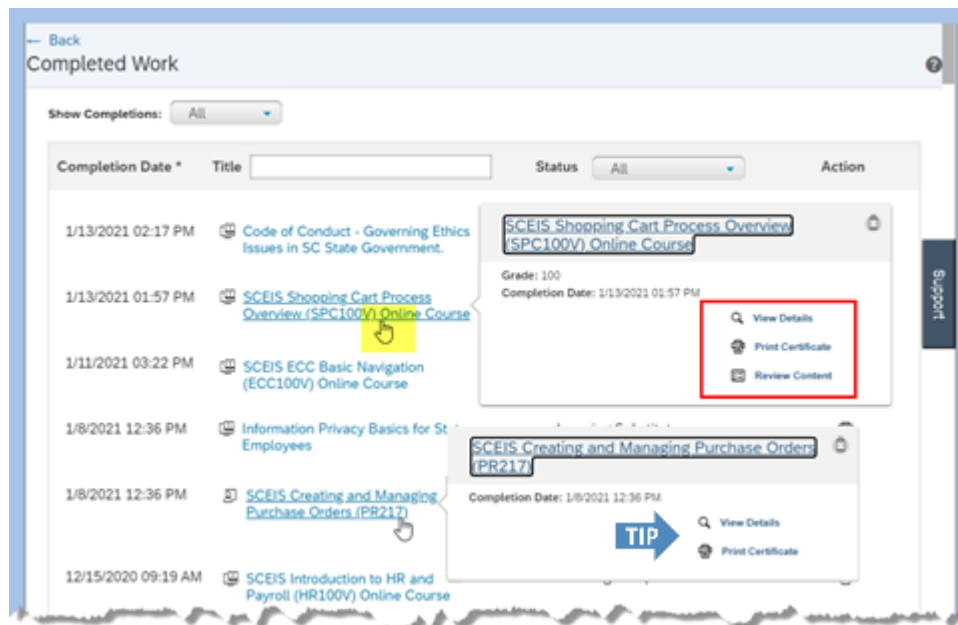 ← Back
Completed Work
Show Completions: All
Completion Date * Title Status All Action
1/13/2021 02:17 PM Code of Conduct - Governing Ethics
Issues in SC State Government.
SCEIS Shopping Cart Process Overview
(SPC100V) Online Course
Grade: 100
Completion Date: 1/13/2021 01:57 PM
View Details
Print Certificate
Review Content
Support
1/13/2021 01:57 PM SCEIS Shopping Cart Process
Overview (SPC100V) Online Course
1/11/2021 03:22 PM SCEIS ECC Basic Navigation
(ECC100V) Online Course
1/8/2021 12:36 PM Information Privacy Basics for
Employees
SCEIS Creating and Managing Purchase Orders
(PR217)
Completion Date: 1/8/2021 12:36 PM
TIP
View Details
Print Certificate
1/8/2021 12:36 PM SCEIS Creating and Managing
Purchase Orders (PR217)
12/15/2020 09:19 AM SCEIS Introduction to HR and
Payroll (HR100V) Online Course